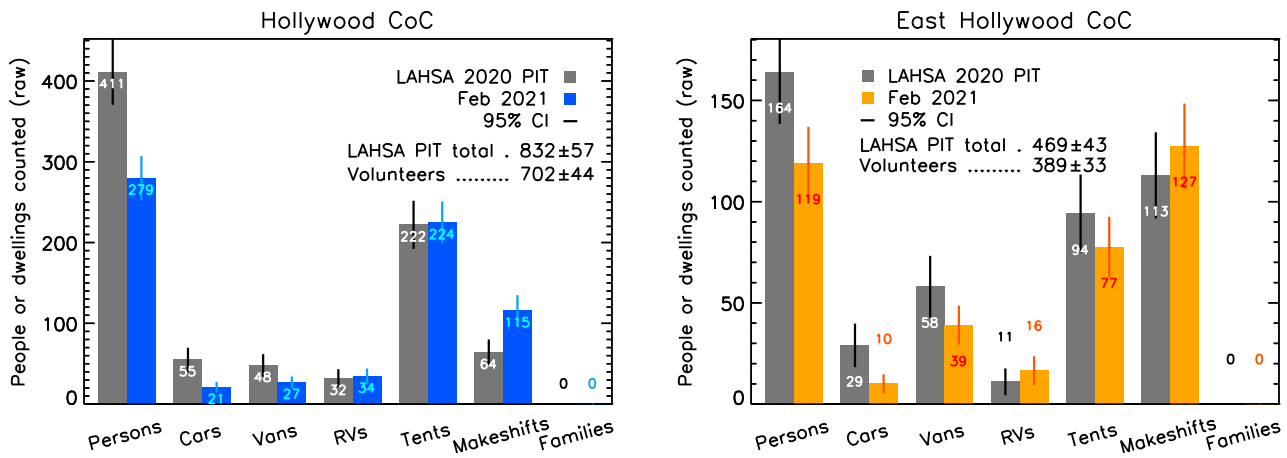 Hollywood CoC
People or dwellings counted (raw)
400
300
200
100
0
LAHSA 2020 PIT
Feb 2021
95% CI
LAHSA PIT total . 832±57
Volunteers ......... 702±44
411
279
55
21
48
27
32
34
222
224
64
115
0
0
Persons
Cars
Vans
RVs
Tents
Makeshifts
Families
East Hollywood CoC
People or dwellings counted (raw)
150
100
50
0
LAHSA 2020 PIT
Feb 2021
95% CI
LAHSA PIT total . 469±43
Volunteers ......... 389±33
164
119
29
10
58
39
11
16
94
77
113
127
0
0
Persons
Cars
Vans
RVs
Tents
Makeshifts
Families